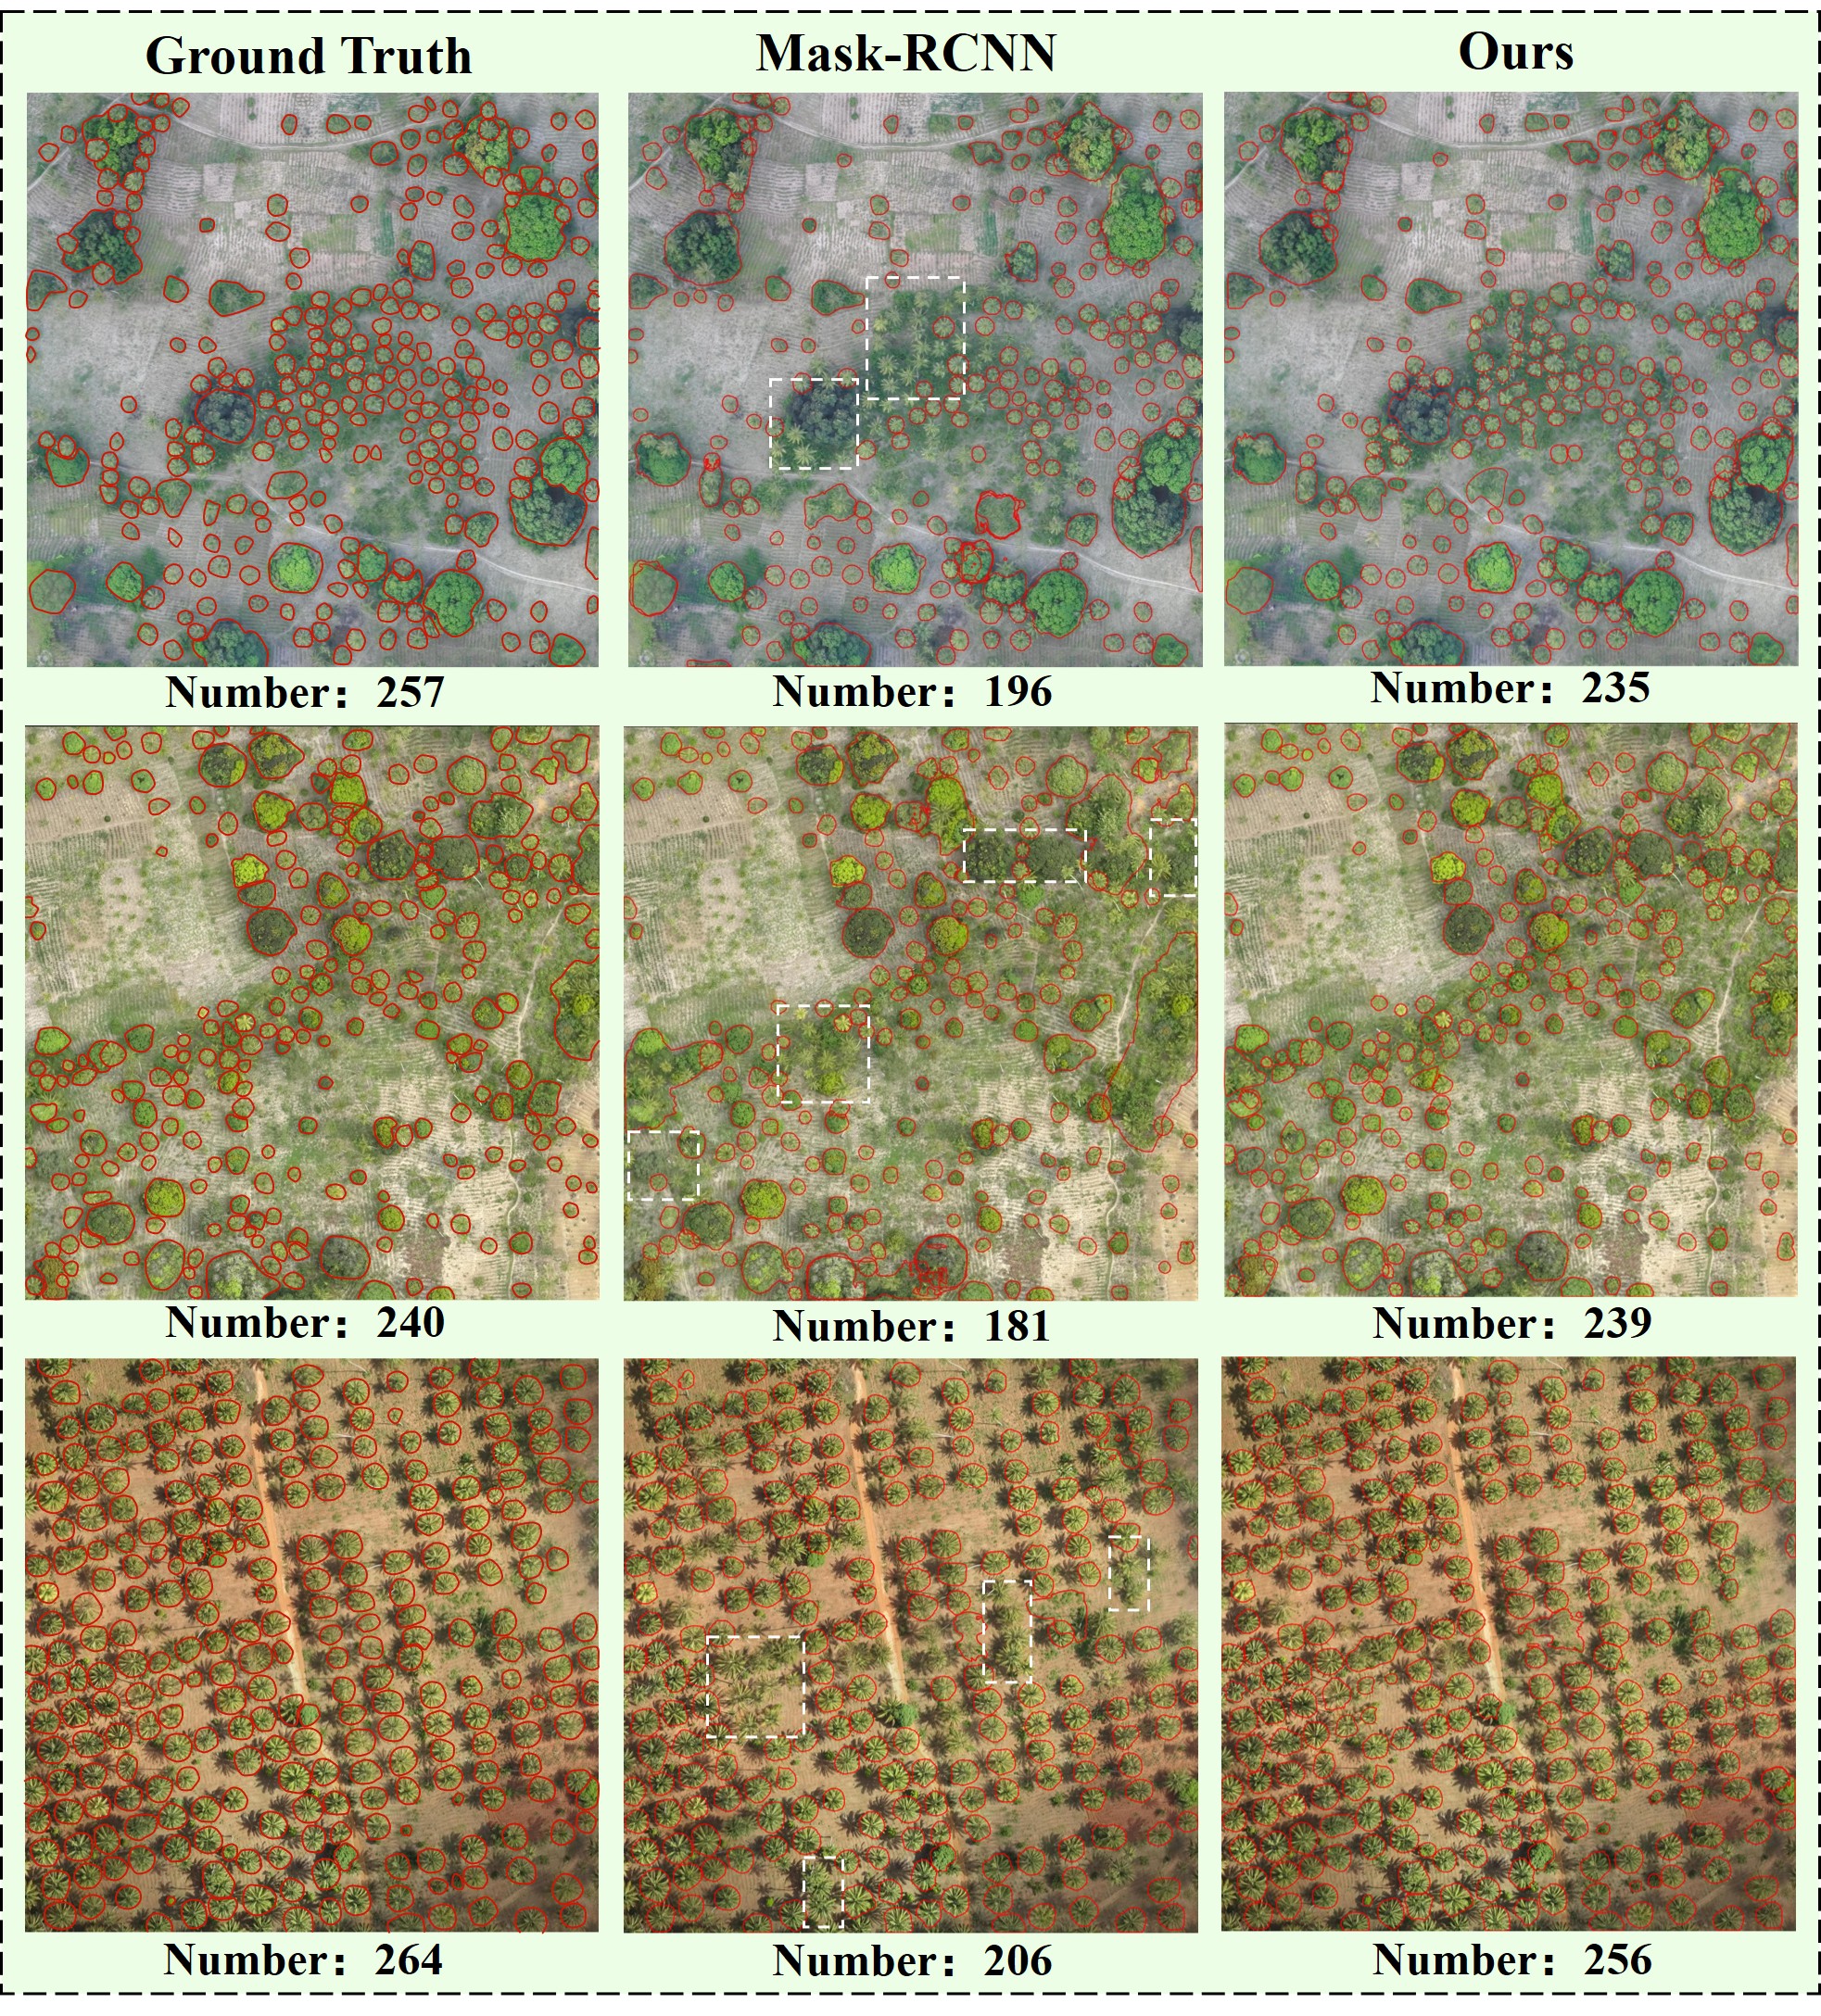 Ground Truth Mask-RCNN Ours
Number：257 Number：196 Number：235
Number：240 Number：181 Number：239
Number：264 Number：206 Number：256